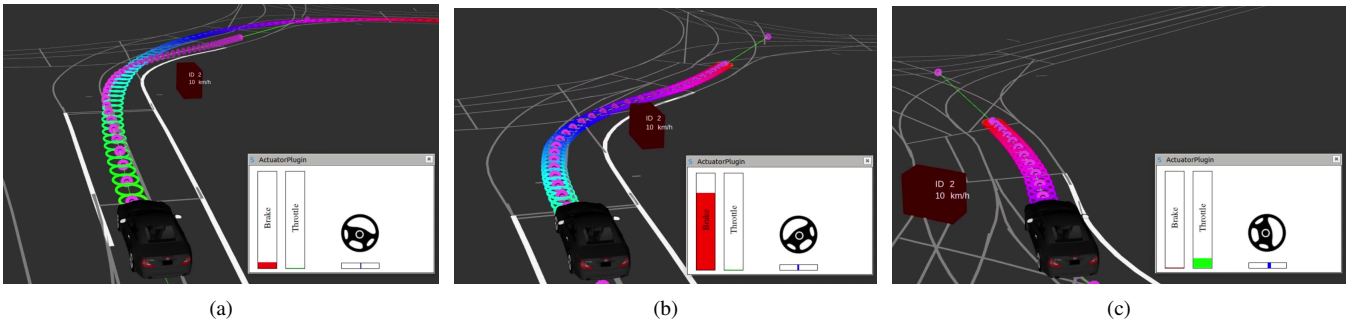 ID 2
10 km/h
S ActuatorPlugin
Brake
Throttle
(a)
ID 2
10 km/h
S ActuatorPlugin
Brake
Throttle
(b)
ID 2
10 km/h
S ActuatorPlugin
Brake
Throttle
(c)